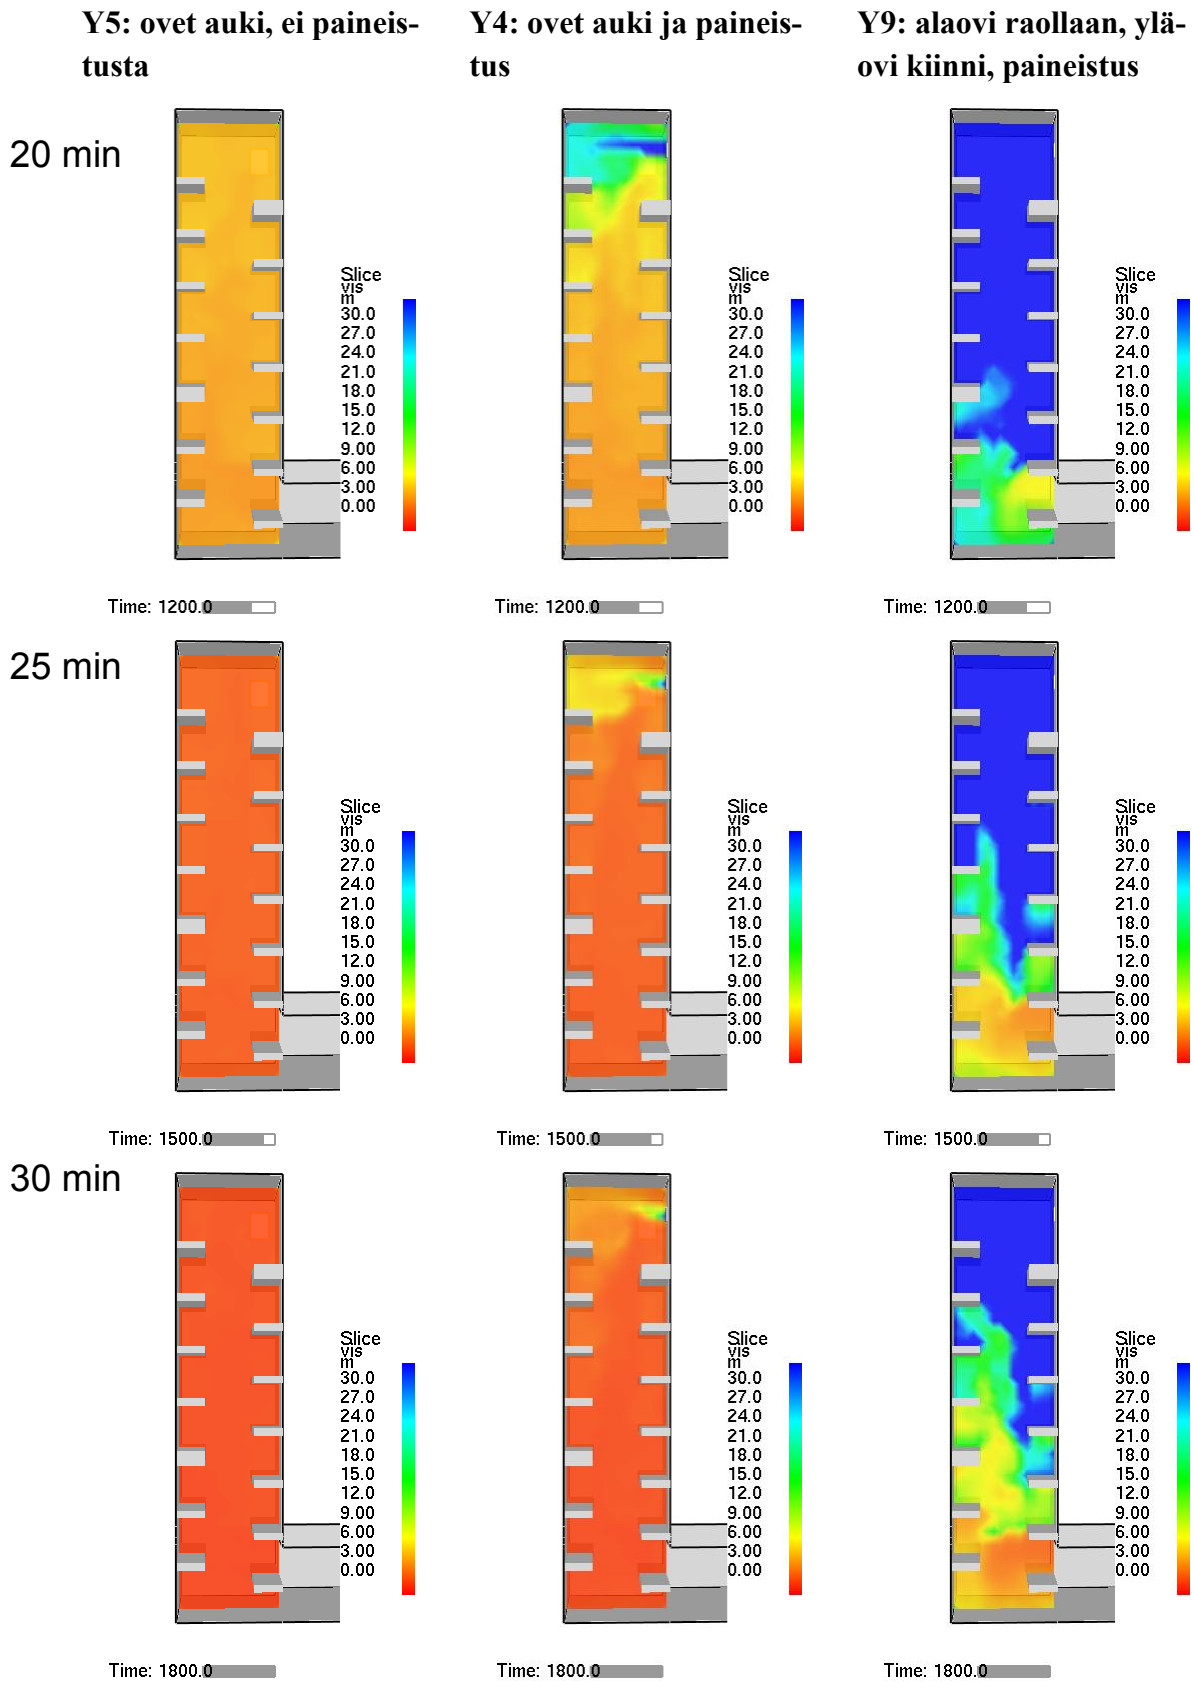 Y5: ovet auki, ei paineis-
tusta
Y4: ovet auki ja paineis-
tus
Y9: alaovi raollaan, ylä-
ovi kiinni, paineistus
20 min
Slice
vis
m
30.0
27.0
24.0
21.0
18.0
15.0
12.0
9.00
6.00
3.00
0.00
Time: 1200.0
Slice
vis
m
30.0
27.0
24.0
21.0
18.0
15.0
12.0
9.00
6.00
3.00
0.00
Time: 1200.0
Slice
vis
m
30.0
27.0
24.0
21.0
18.0
15.0
12.0
9.00
6.00
3.00
0.00
Time: 1200.0
25 min
Slice
vis
m
30.0
27.0
24.0
21.0
18.0
15.0
12.0
9.00
6.00
3.00
0.00
Time: 1500.0
Slice
vis
m
30.0
27.0
24.0
21.0
18.0
15.0
12.0
9.00
6.00
3.00
0.00
Time: 1500.0
Slice
vis
m
30.0
27.0
24.0
21.0
18.0
15.0
12.0
9.00
6.00
3.00
0.00
Time: 1500.0
30 min
Slice
vis
m
30.0
27.0
24.0
21.0
18.0
15.0
12.0
9.00
6.00
3.00
0.00
Time: 1800.0
Slice
vis
m
30.0
27.0
24.0
21.0
18.0
15.0
12.0
9.00
6.00
3.00
0.00
Time: 1800.0
Slice
vis
m
30.0
27.0
24.0
21.0
18.0
15.0
12.0
9.00
6.00
3.00
0.00
Time: 1800.0